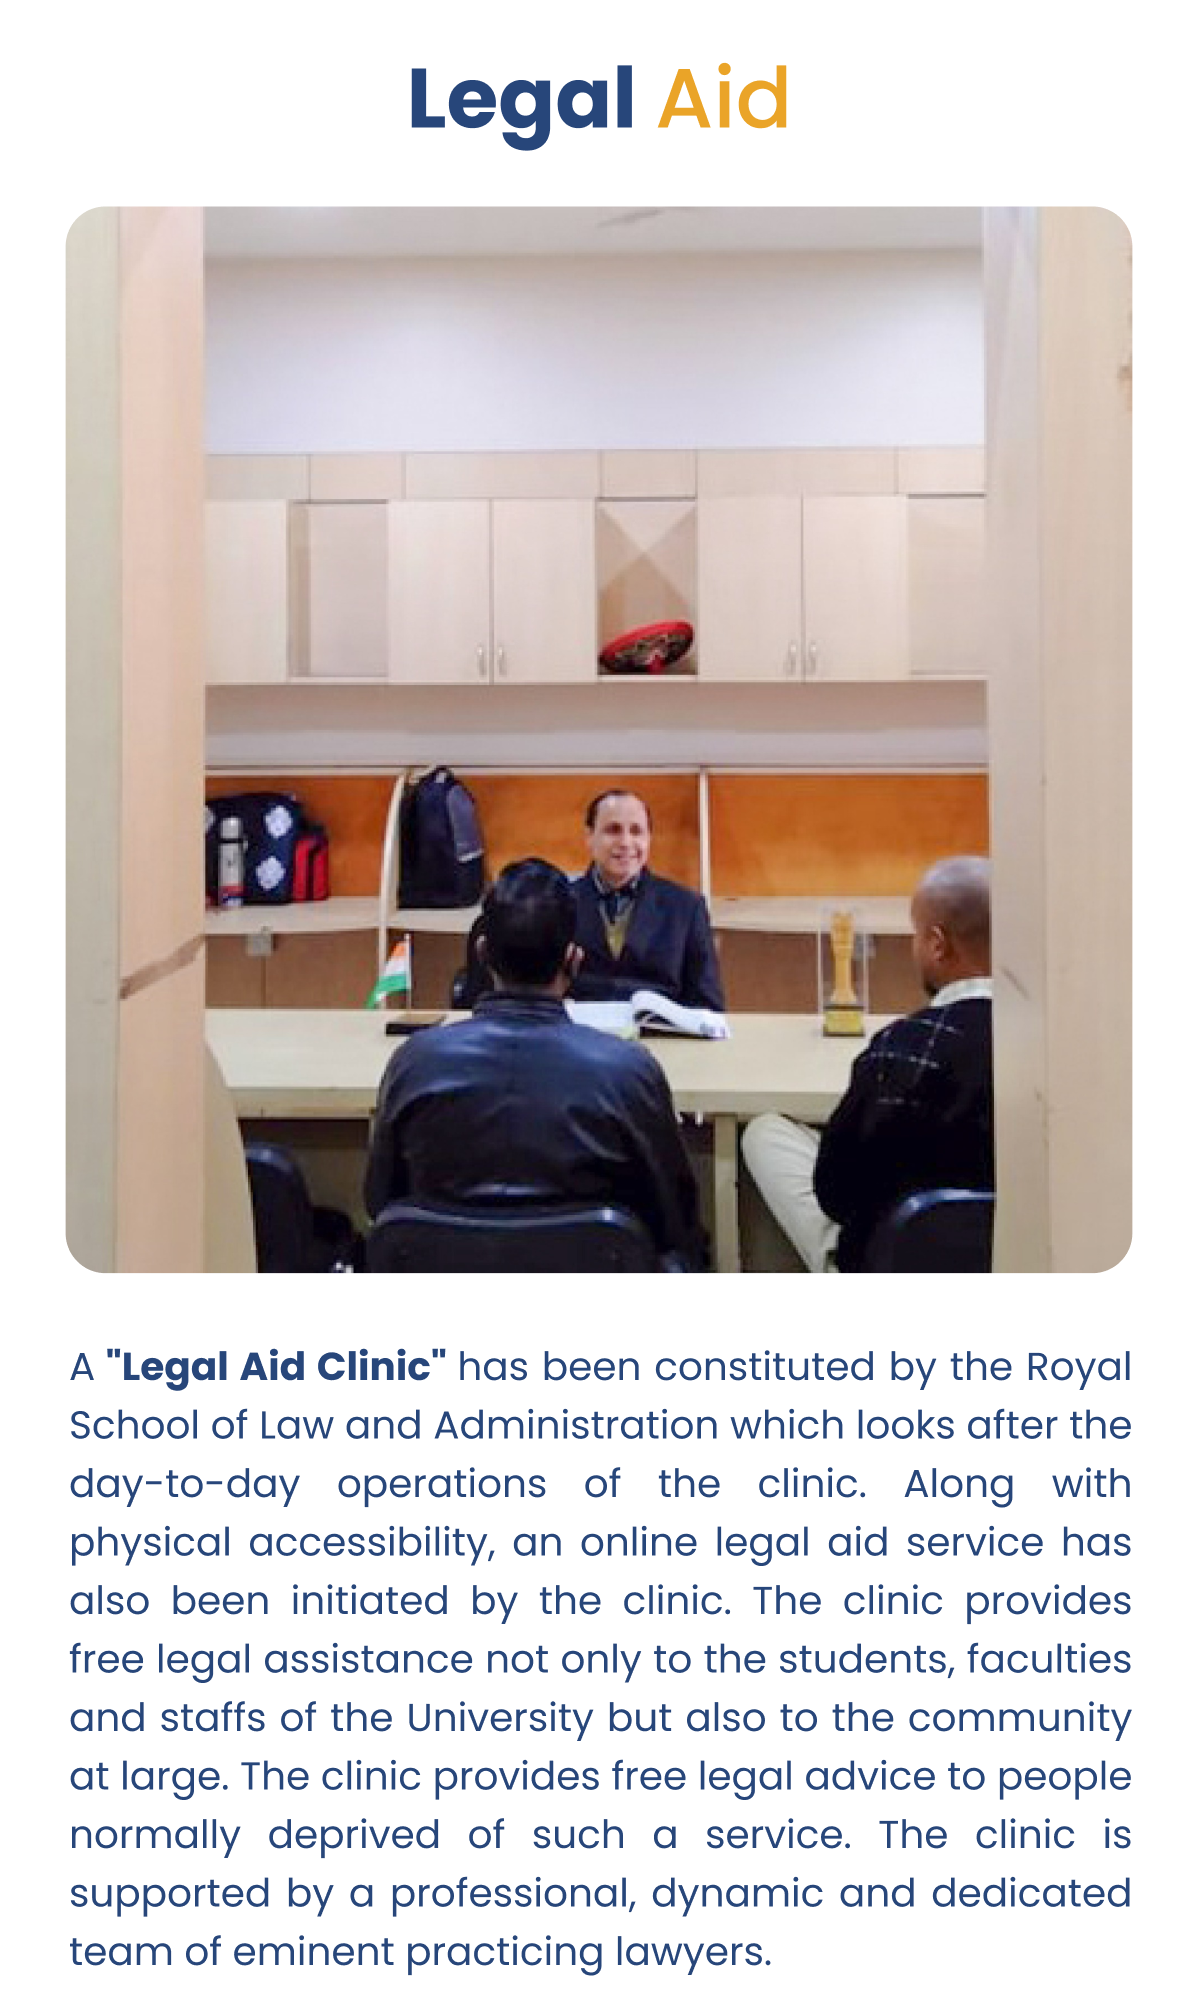 Legal Aid
A "Legal Aid Clinic" has been constituted by the Royal
School of Law and Administration which looks after the
day-to-day operations of the clinic. Along with
physical accessibility, an online legal aid service has
also been initiated by the clinic. The clinic provides
free legal assistance not only to the students, faculties
and staffs of the University but also to the community
at large. The clinic provides free legal advice to people
normally deprived of such a service. The clinic is
supported by a professional, dynamic and dedicated
team of eminent practicing lawyers.